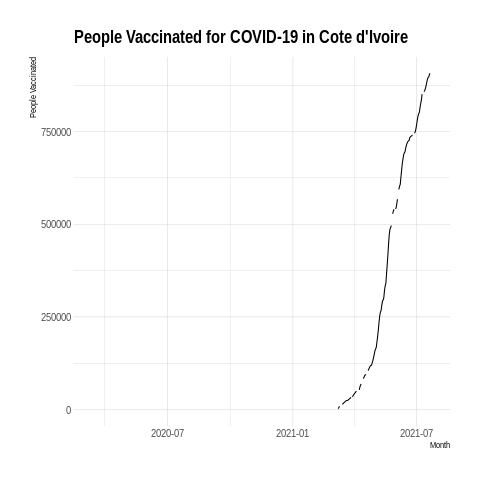 People Vaccinated for COVID-19 in Cote d'Ivoire
People Vaccinated
750000
500000
250000
0
2020-07
2021-01
2021-07
Month